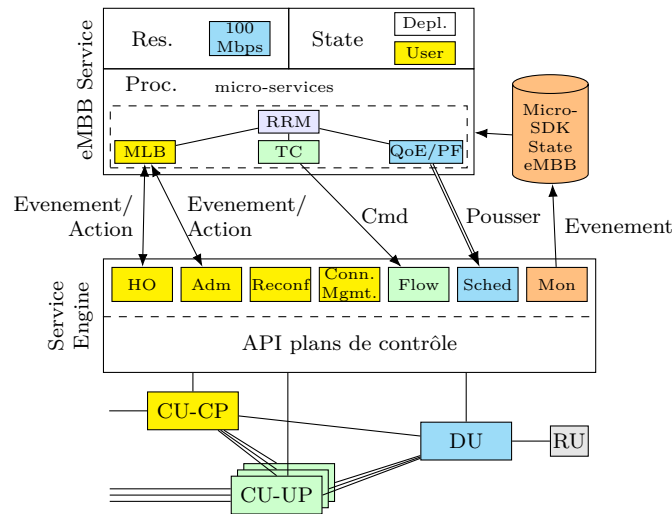 eMBB Service
Res.
100
Mbps
State
Depl.
User
Proc.
micro-services
RRM
MLB
TC
QoE/PF
Micro-
SDK
State
eMBB
Evenement/
Action
Evenement/
Action
Cmd
Pousser
Evenement
Service
Engine
HO
Adm
Reconf
Conn.
Mgmt.
Flow
Sched
Mon
API plans de contrôle
CU-CP
DU
RU
CU-UP